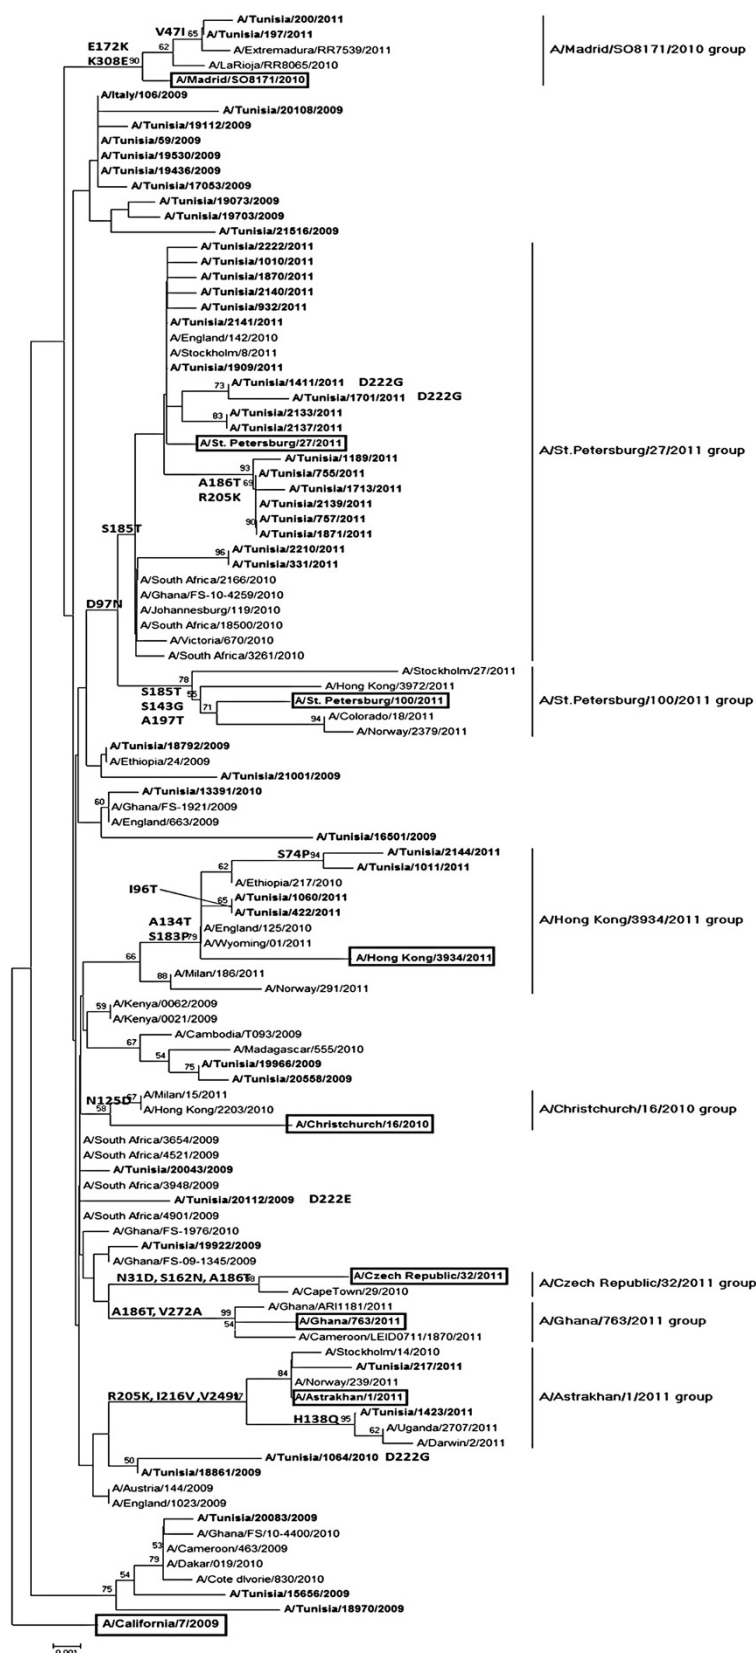 A/Tunisia/200/2011
V47I 65 A/Tunisia/197/2011
E172K 62 A/Extremadura/RR7539/2011 A/Madrid/SO8171/2010 group
K308E 90 A/LaRioja/RR8065/2010
A/Madrid/SO8171/2010
A/Italy/106/2009
A/Tunisia/20108/2009
A/Tunisia/19112/2009
A/Tunisia/59/2009
A/Tunisia/19530/2009
A/Tunisia/19436/2009
A/Tunisia/17053/2009
A/Tunisia/19073/2009
A/Tunisia/19703/2009
A/Tunisia/21516/2009
A/Tunisia/2222/2011
A/Tunisia/1010/2011
A/Tunisia/1870/2011
A/Tunisia/2140/2011
A/Tunisia/932/2011
A/Tunisia/2141/2011
A/England/142/2010
A/Stockholm/8/2011
A/Tunisia/1909/2011
73 A/Tunisia/1411/2011 D222G
A/Tunisia/1701/2011 D222G
83 A/Tunisia/2133/2011
A/Tunisia/2137/2011
A/St. Petersburg/27/2011 A/St.Petersburg/27/2011 group
A/Tunisia/1189/2011
93 A/Tunisia/755/2011
A186T 69 A/Tunisia/1713/2011
R205K A/Tunisia/2139/2011
90 A/Tunisia/757/2011
A/Tunisia/1871/2011
S185T
96 A/Tunisia/2210/2011
A/Tunisia/331/2011
A/South Africa/2166/2010
A/Ghana/FS-10-4259/2010
D97N A/Johannesburg/119/2010
A/South Africa/18500/2010
A/Victoria/670/2010
A/South Africa/3261/2010
78 A/Stockholm/27/2011
S185T 55 A/Hong Kong/3972/2011
S143G 71 A/St. Petersburg/100/2011 A/St.Petersburg/100/2011 group
A197T 94 A/Colorado/18/2011
A/Norway/2379/2011
A/Tunisia/18792/2009
A/Ethiopia/24/2009
A/Tunisia/21001/2009
A/Tunisia/13391/2010
60 A/Ghana/FS-1921/2009
A/England/663/2009
A/Tunisia/16501/2009
S74P 94 A/Tunisia/2144/2011
62 A/Tunisia/1011/2011
A/Ethiopia/217/2010
I96T 65 A/Tunisia/1060/2011
A/Tunisia/422/2011
A134T A/England/125/2010 A/Hong Kong/3934/2011 group
S183P 79 A/Wyoming/01/2011
66 A/Hong Kong/3934/2011
88 A/Milan/186/2011
A/Norway/291/2011
59 A/Kenya/0062/2009
A/Kenya/0021/2009
A/Cambodia/T093/2009
67 A/Madagascar/555/2010
54 A/Tunisia/19966/2009
75 A/Tunisia/20558/2009
N125D 67 A/Milan/15/2011
58 A/Hong Kong/2203/2010 A/Christchurch/16/2010 group
A/Christchurch/16/2010
A/South Africa/3654/2009
A/South Africa/4521/2009
A/Tunisia/20043/2009
A/South Africa/3948/2009
A/Tunisia/20112/2009 D222E
A/South Africa/4901/2009
A/Ghana/FS-1976/2010
A/Tunisia/19922/2009
A/Ghana/FS-09-1345/2009
N31D, S162N, A186T A/Czech Republic/32/2011 A/Czech Republic/32/2011 group
A/CapeTown/29/2010
A186T, V272A 99 A/Ghana/ARI1181/2011
54 A/Ghana/763/2011 A/Ghana/763/2011 group
A/Cameroon/LEID0711/1870/2011
A/Stockholm/14/2010
84 A/Tunisia/217/2011
A/Norway/239/2011
R205K, I216V, V249L A/Astrakhan/1/2011 A/Astrakhan/1/2011 group
H138Q 95 A/Tunisia/1423/2011
62 A/Uganda/2707/2011
A/Darwin/2/2011
50 A/Tunisia/1064/2010 D222G
A/Tunisia/18861/2009
A/Austria/144/2009
A/England/1023/2009
A/Tunisia/20083/2009
A/Ghana/FS/10-4400/2010
53 A/Cameroon/463/2009
79 A/Dakar/019/2010
54 A/Cote dIvorie/830/2010
75 A/Tunisia/15656/2009
A/Tunisia/18970/2009
A/California/7/2009
0.001